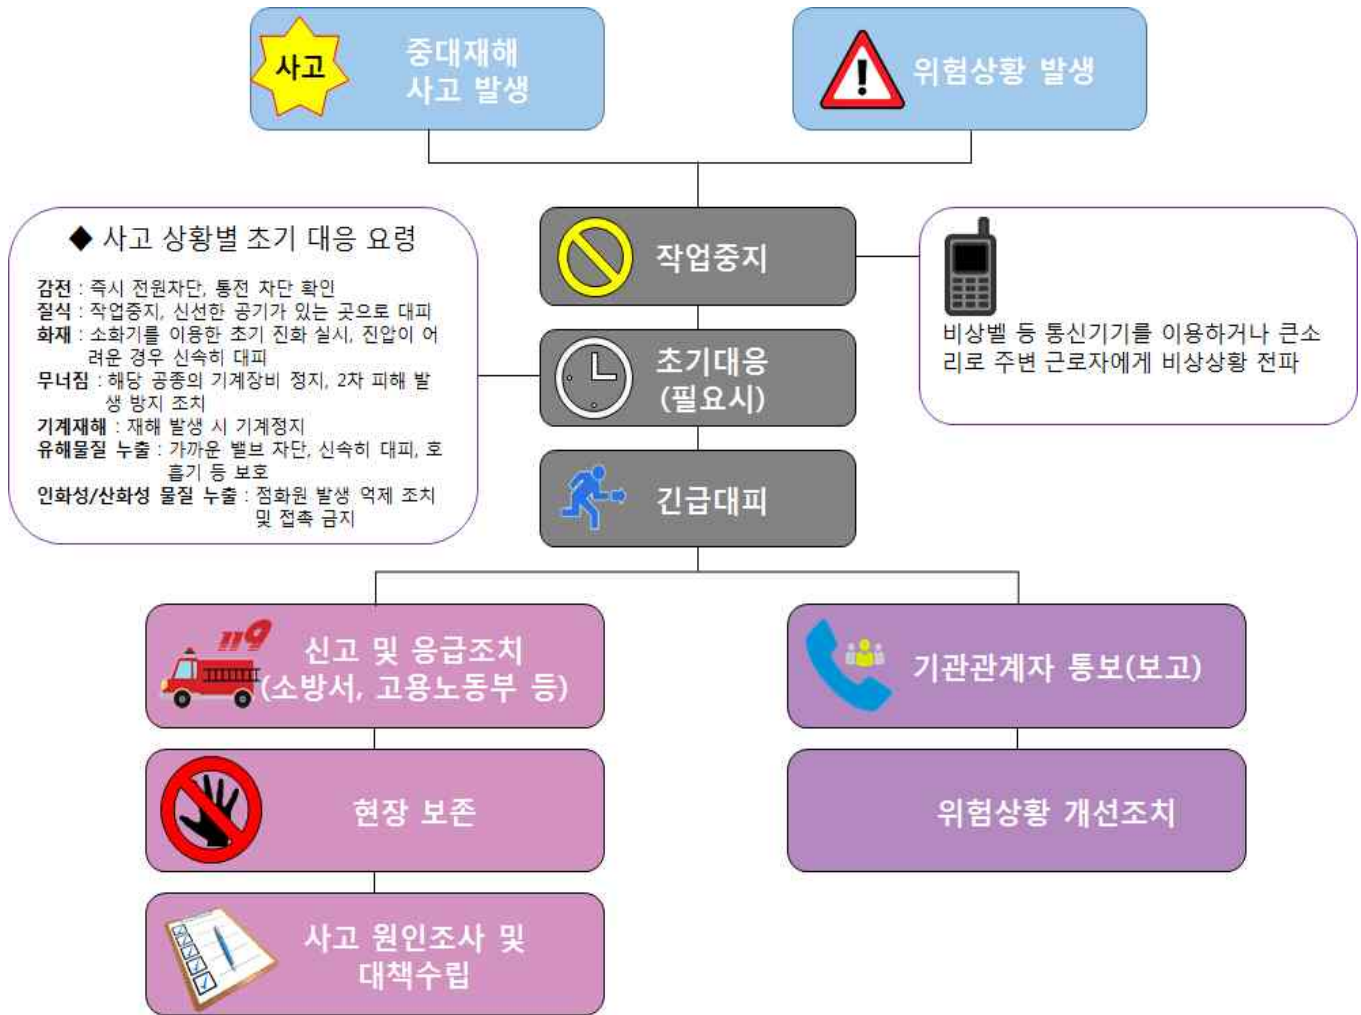 사고
중대재해
사고 발생
위험상황 발생
◆ 사고 상황별 초기 대응 요령
감전 : 즉시 전원차단, 통전 차단 확인
질식 : 작업중지, 신선한 공기가 있는 곳으로 대피
화재 : 소화기를 이용한 초기 진화 실시, 진압이 어
려운 경우 신속히 대피
무너짐 : 해당 공종의 기계장비 정지, 2차 피해 발
생 방지 조치
기계재해 : 재해 발생 시 기계정지
유해물질 누출 : 가까운 밸브 차단, 신속히 대피, 호
흡기 등 보호
인화성/산화성 물질 누출 : 점화원 발생 억제 조치
및 접촉 금지
작업중지
비상벨 등 통신기기를 이용하거나 큰소
리로 주변 근로자에게 비상상황 전파
초기대응
(필요시)
긴급대피
119
신고 및 응급조치
(소방서, 고용노동부 등)
기관관계자 통보(보고)
현장 보존
위험상황 개선조치
사고 원인조사 및
대책수립